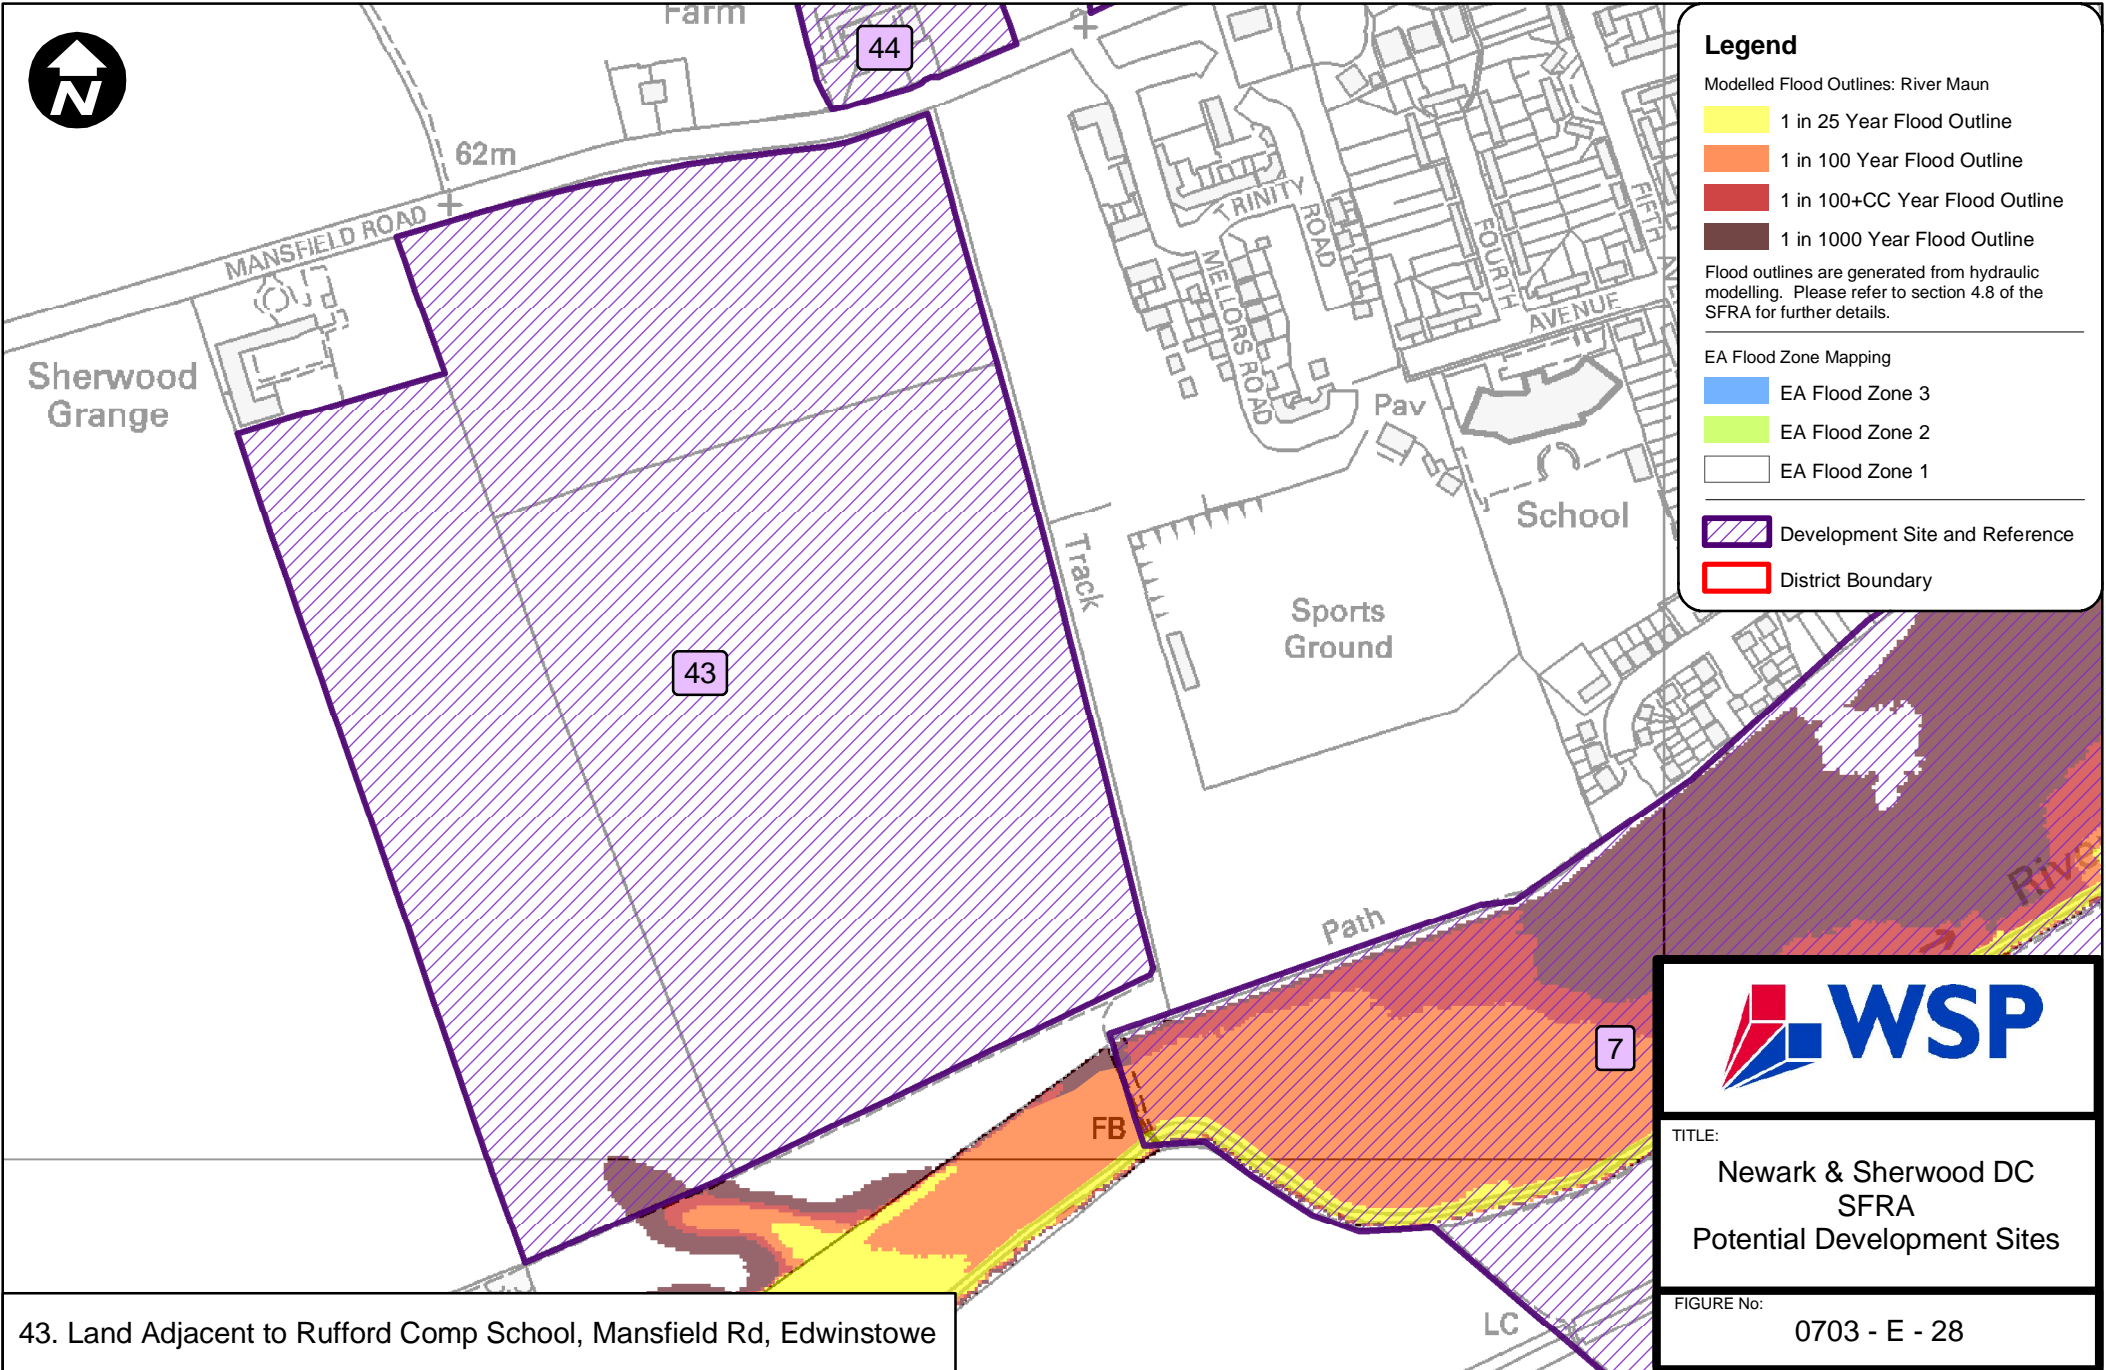 Farm
44
N
62m
MANSFIELD ROAD
Sherwood
Grange
TRINITY
ROAD
MELLORS ROAD
FOURTH
AVENUE
FIFTH
Pav
School
Track
Sports
Ground
43
Path
7
FB
LC
Legend
Modelled Flood Outlines: River Maun
1 in 25 Year Flood Outline
1 in 100 Year Flood Outline
1 in 100+CC Year Flood Outline
1 in 1000 Year Flood Outline
Flood outlines are generated from hydraulic
modelling. Please refer to section 4.8 of the
SFRA for further details.
EA Flood Zone Mapping
EA Flood Zone 3
EA Flood Zone 2
EA Flood Zone 1
Development Site and Reference
District Boundary
WSP
TITLE:
Newark & Sherwood DC
SFRA
Potential Development Sites
FIGURE No:
0703 - E - 28
43. Land Adjacent to Rufford Comp School, Mansfield Rd, Edwinstowe